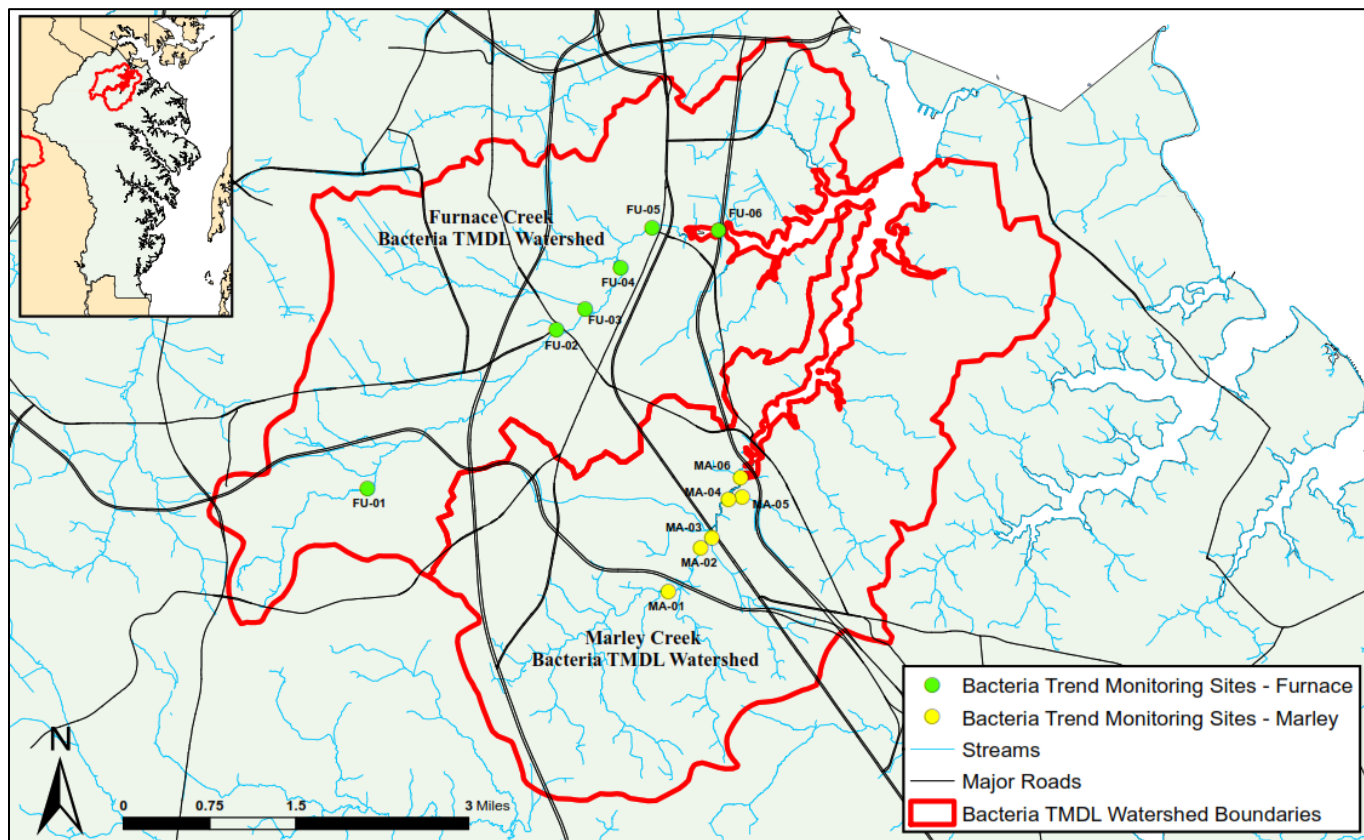 Furnace Creek
Bacteria TMDL Watershed
FU-05
FU-06
FU-04
FU-03
FU-02
FU-01
MA-06
MA-04
MA-05
MA-03
MA-02
MA-01
Marley Creek
Bacteria TMDL Watershed
N
0 0.75 1.5 3 Miles
Bacteria Trend Monitoring Sites - Furnace
Bacteria Trend Monitoring Sites - Marley
Streams
Major Roads
Bacteria TMDL Watershed Boundaries